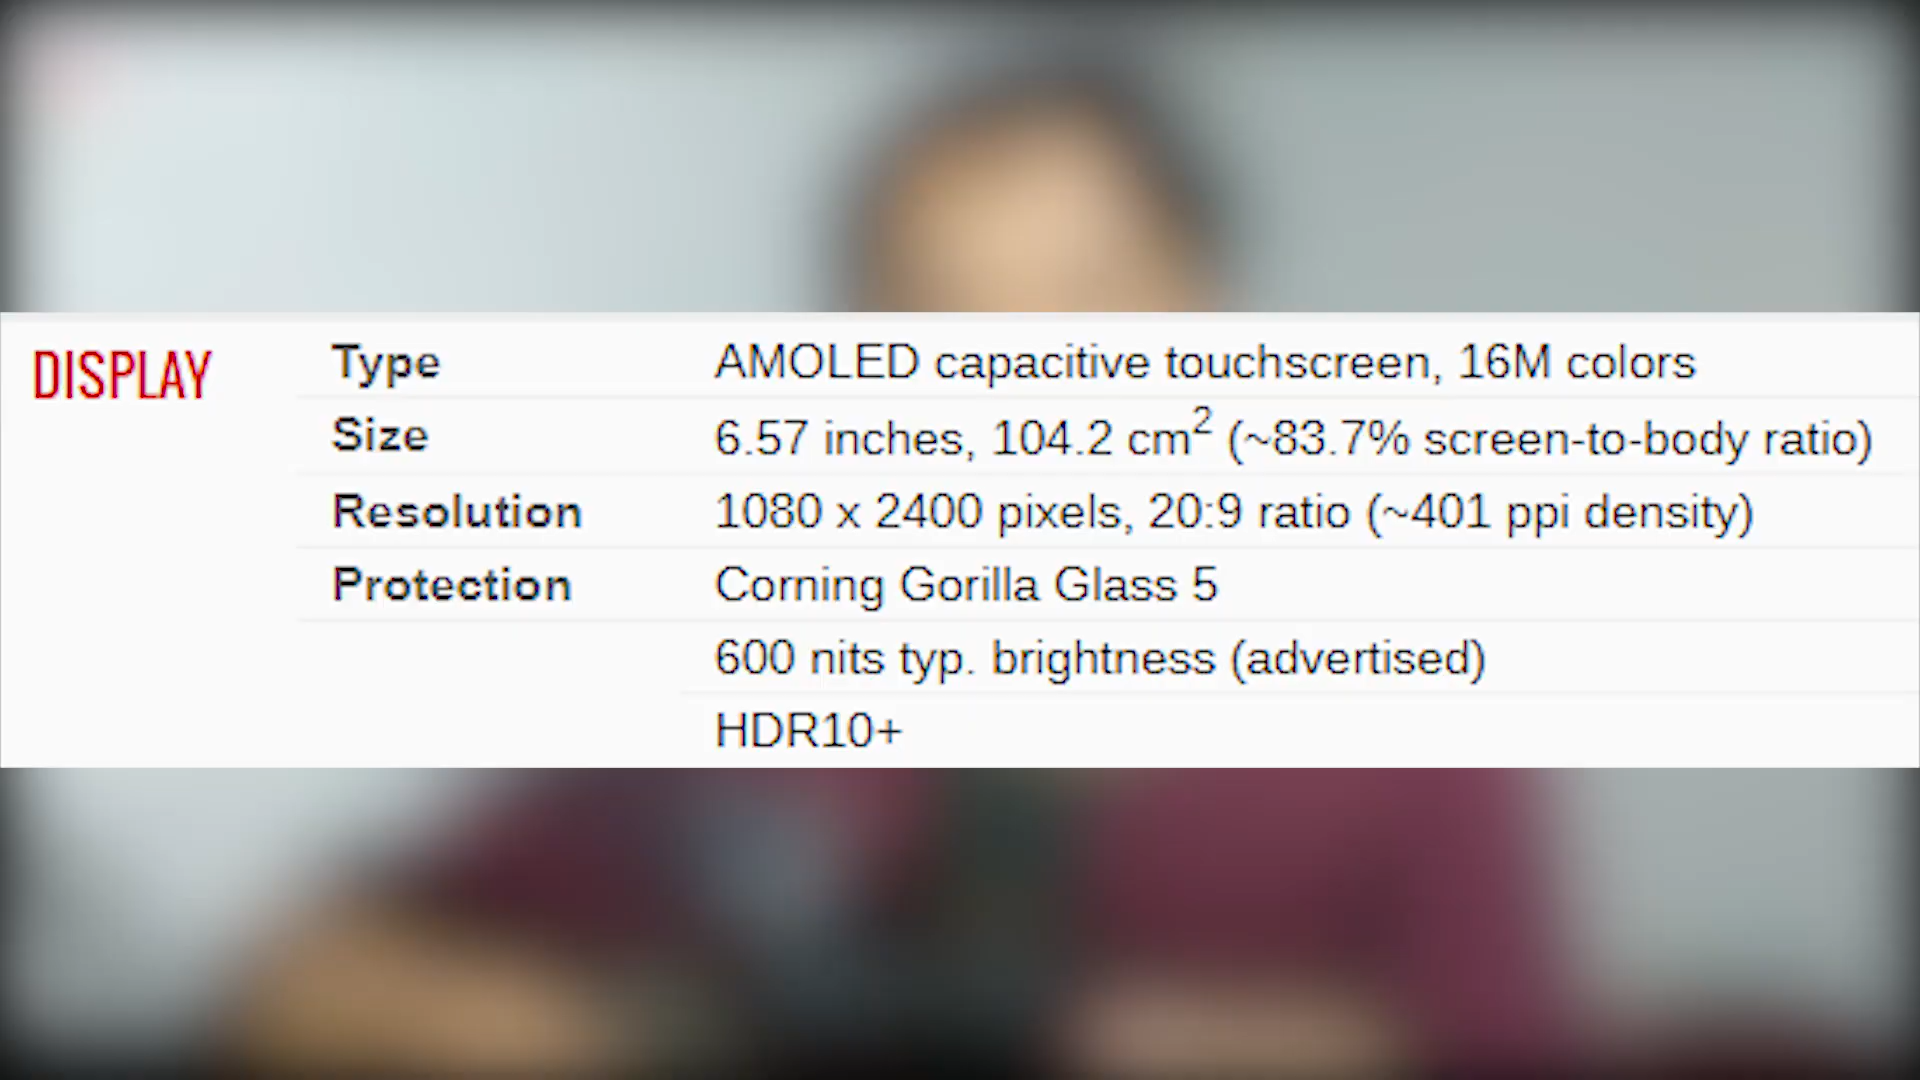 DISPLAY
Type AMOLED capacitive touchscreen, 16M colors
Size 6.57 inches, 104.2 cm² (~83.7% screen-to-body ratio)
Resolution 1080 x 2400 pixels, 20:9 ratio (~401 ppi density)
Protection Corning Gorilla Glass 5
600 nits typ. brightness (advertised)
HDR10+